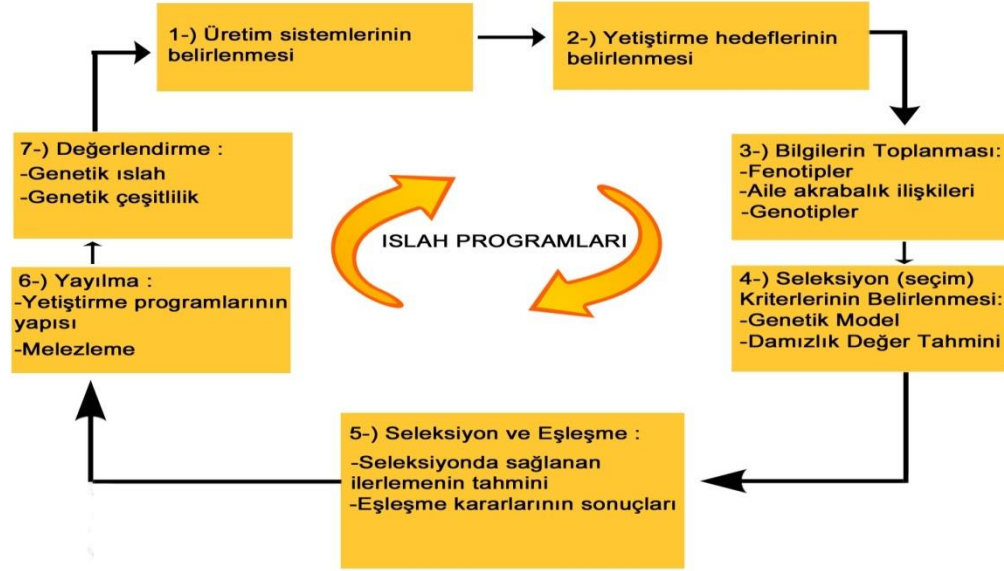 1-) Üretim sistemlerinin
belirlenmesi
2-) Yetiştirme hedeflerinin
belirlenmesi
3-) Bilgilerin Toplanması:
-Fenotipler
-Aile akrabalık ilişkileri
-Genotipler
4-) Seleksiyon (seçim)
Kriterlerinin Belirlenmesi:
-Genetik Model
-Damızlık Değer Tahmini
5-) Seleksiyon ve Eşleşme :
-Seleksiyonda sağlanan
ilerlemenin tahmini
-Eşleşme kararlarının sonuçları
6-) Yayılma :
-Yetiştirme programlarının
yapısı
-Melezleme
7-) Değerlendirme :
-Genetik ıslah
-Genetik çeşitlilik
ISLAH PROGRAMLARI